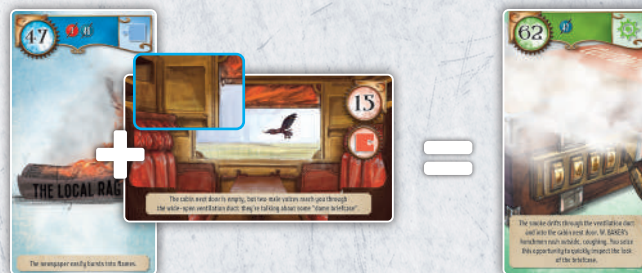 47
THE LOCAL RAG
The newspaper easily bursts into flames.
+
15
The cabin next door is empty, but two male voices reach you through
the wide-open ventilation duct. they're talking about some "damn briefcase".
=
62
The smoke drifts through the ventilation duct
and into the cabin next door. W. BAKER's
henchmen rush outside, coughing. You seize
this opportunity to quickly inspect the lock
of the briefcase.